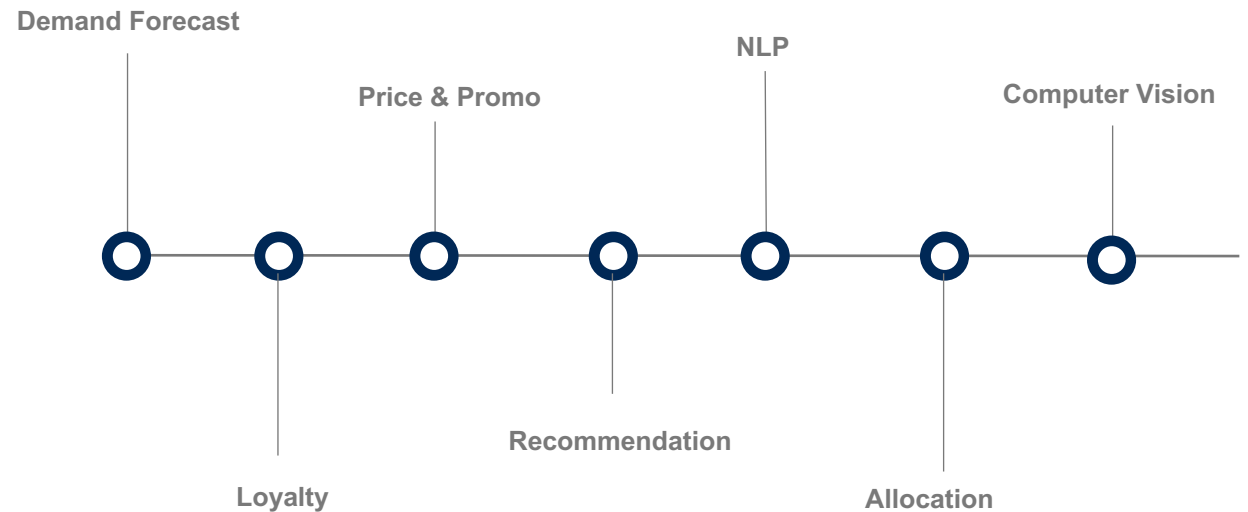 Demand Forecast
NLP
Price & Promo
Computer Vision
Recommendation
Loyalty
Allocation